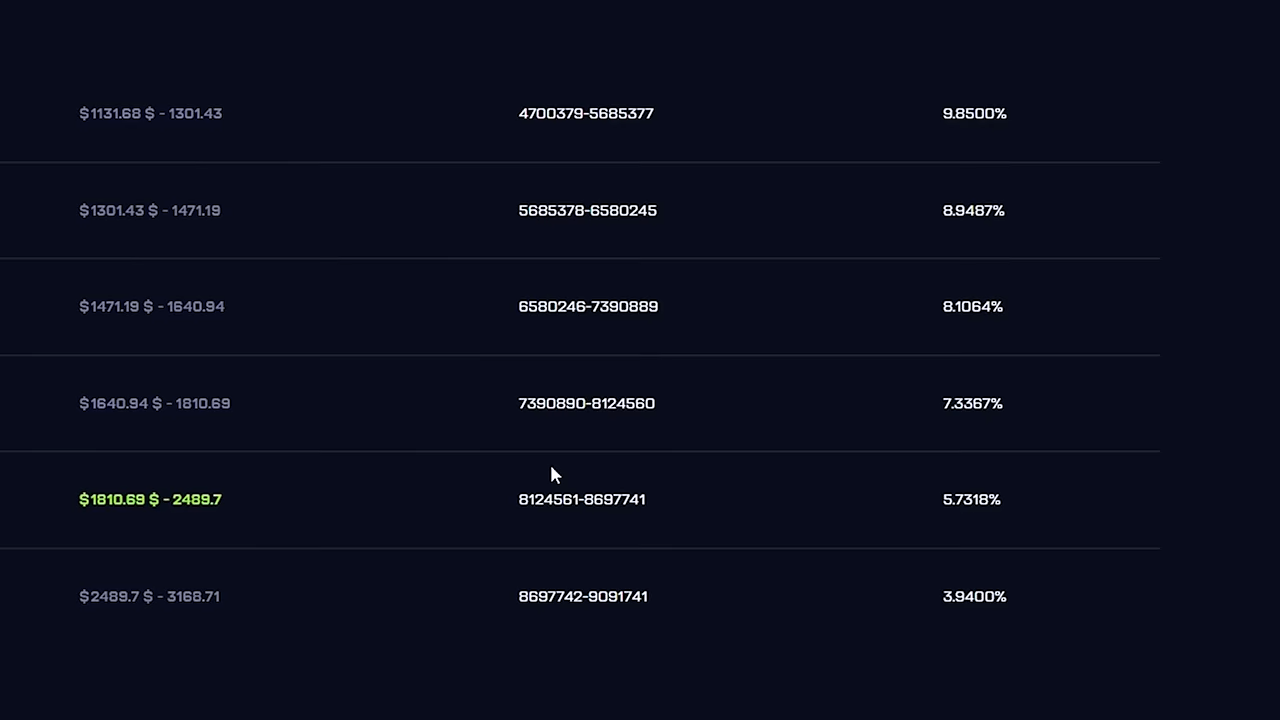 $1131.68 $ - 1301.43 4700379-5685377 9.8500%
$1301.43 $ - 1471.19 5685378-6580245 8.9487%
$1471.19 $ - 1640.94 6580246-7390889 8.1064%
$1640.94 $ - 1810.69 7390890-8124560 7.3367%
$1810.69 $ - 2489.7 8124561-8697741 5.7318%
$2489.7 $ - 3168.71 8697742-9091741 3.9400%